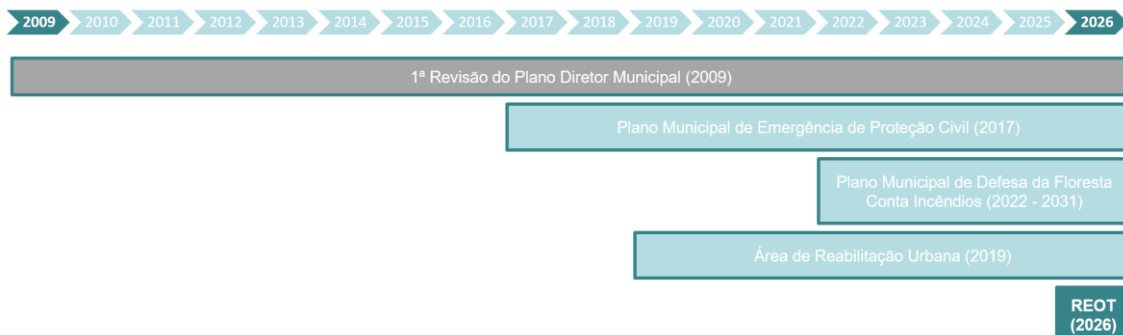 2009 2010 2011 2012 2013 2014 2015 2016 2017 2018 2019 2020 2021 2022 2023 2024 2025 2026
1ª Revisão do Plano Diretor Municipal (2009)
Plano Municipal de Emergência de Proteção Civil (2017)
Plano Municipal de Defesa da Floresta
Conta Incêndios (2022 - 2031)
Área de Reabilitação Urbana (2019)
REOT
(2026)